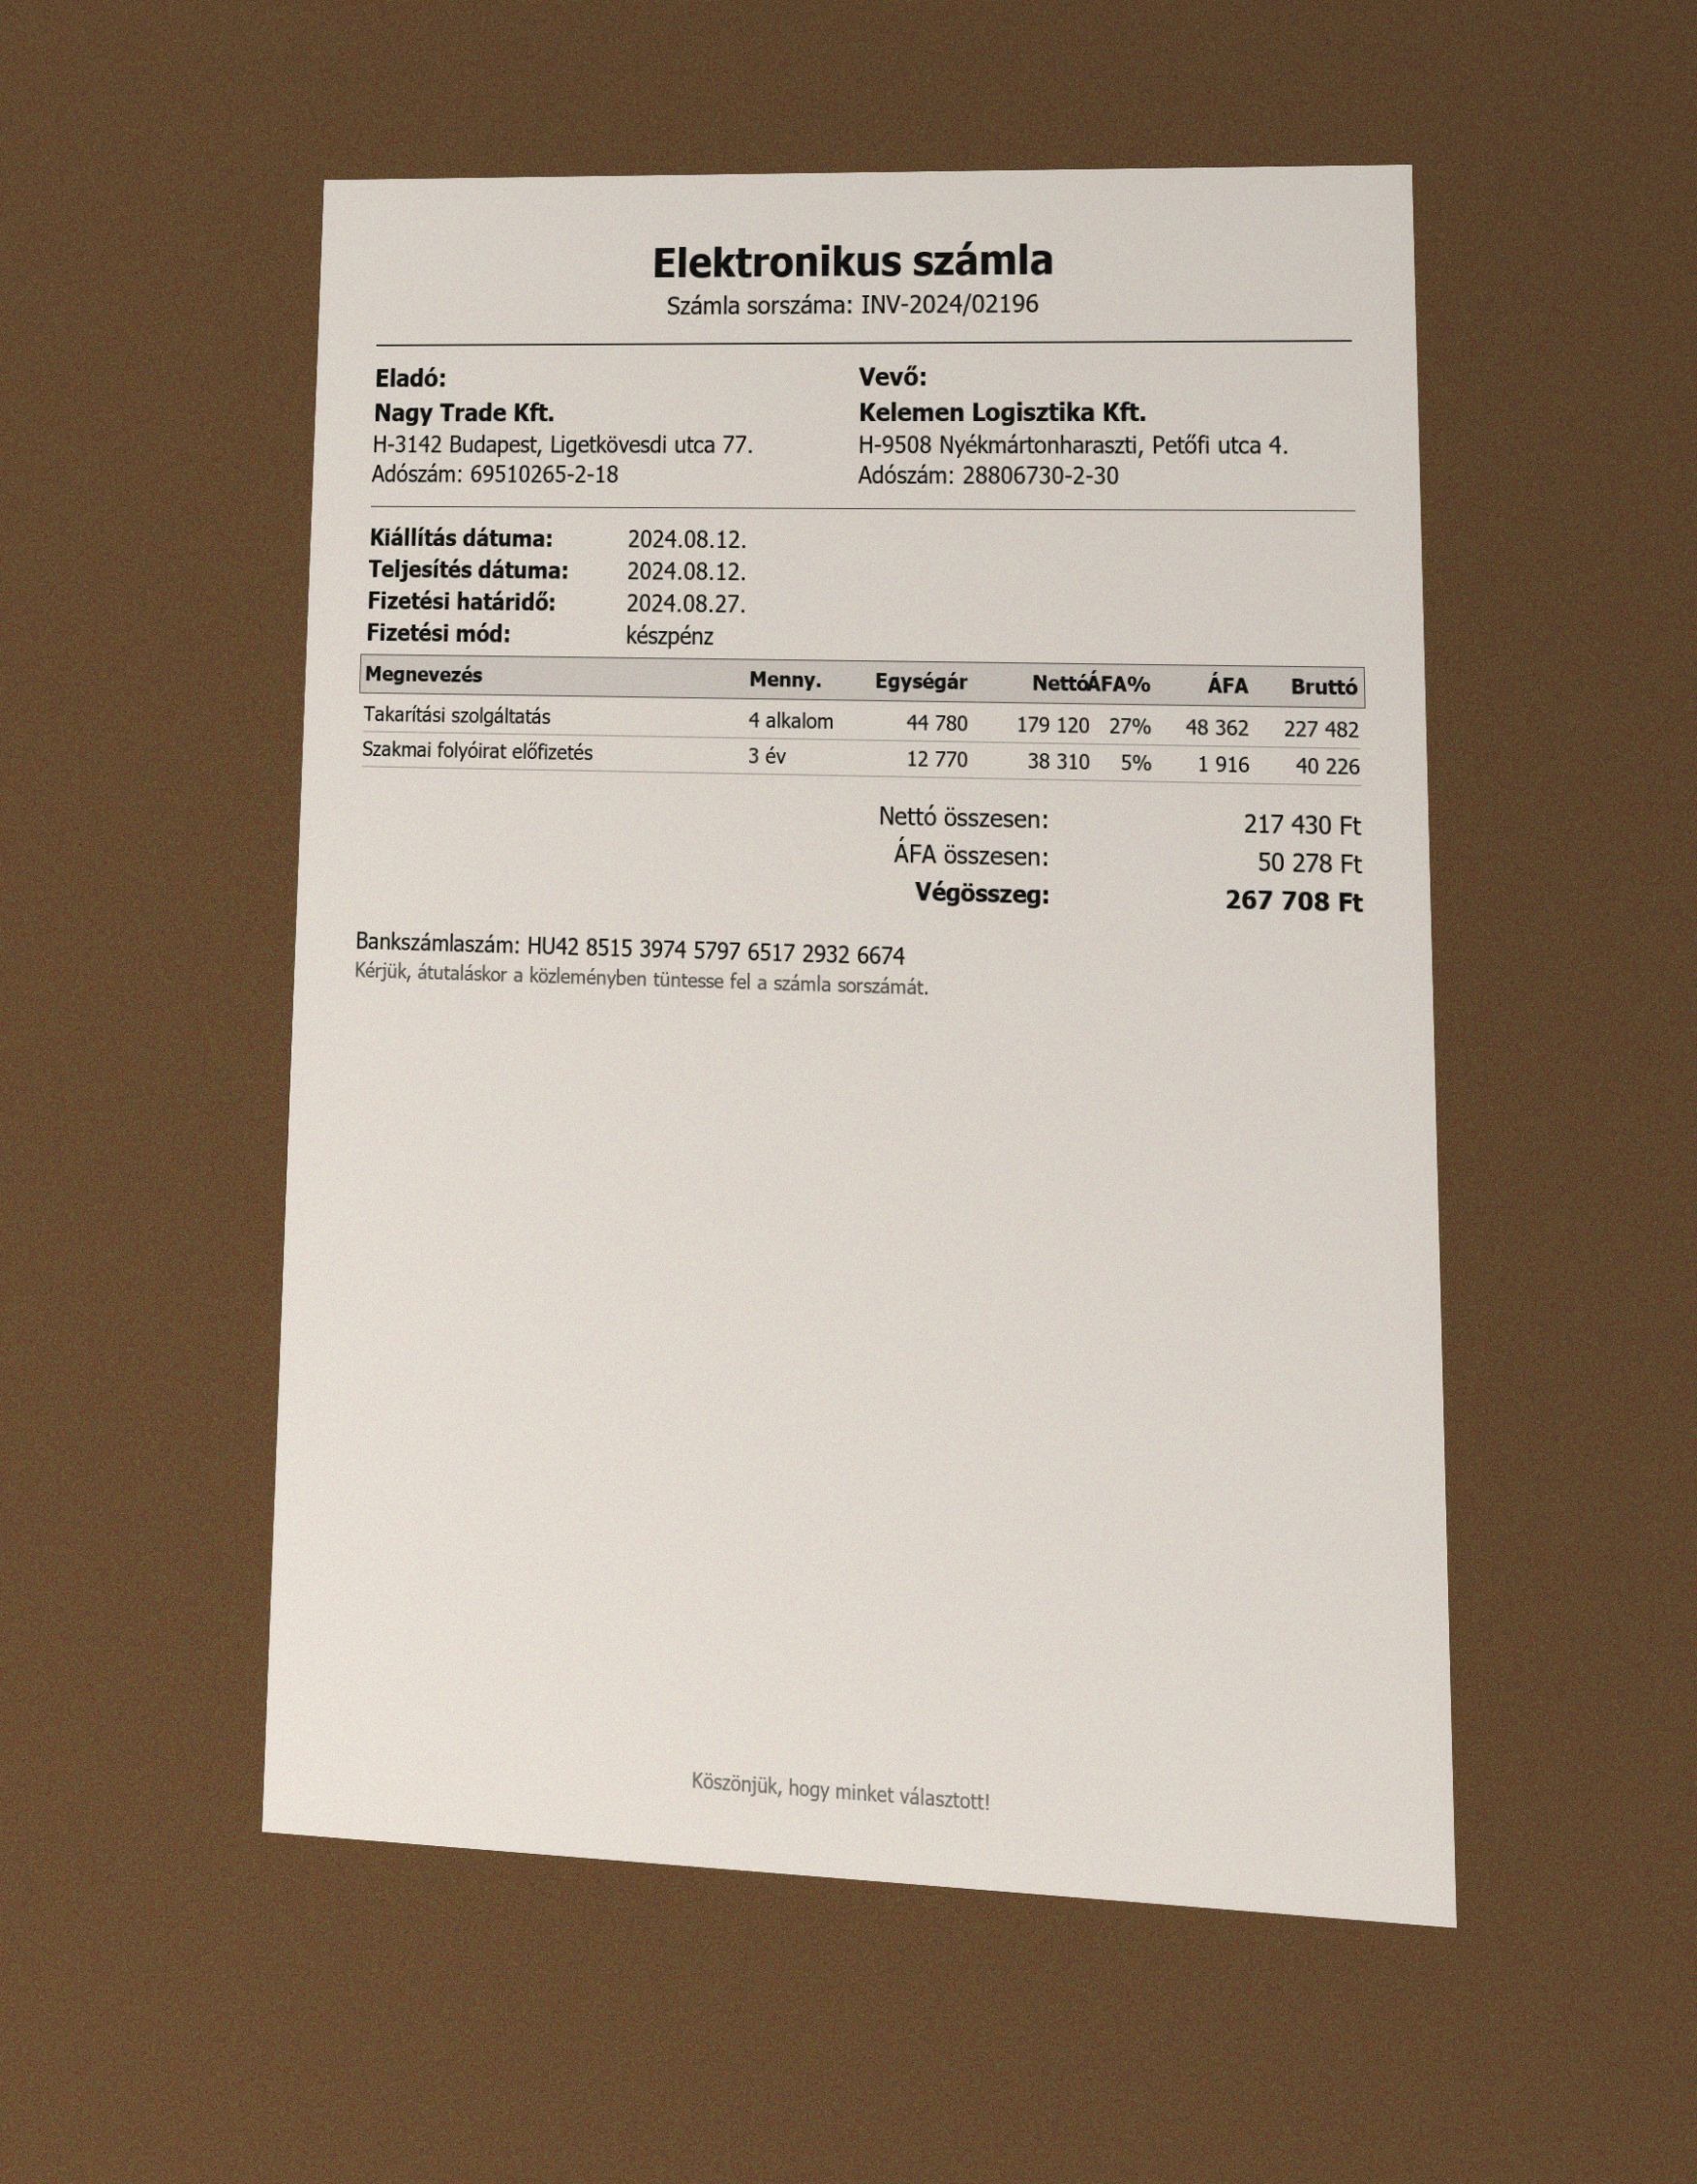 Elektronikus számla
Számla sorszáma: INV-2024/02196
Eladó:
Nagy Trade Kft.
H-3142 Budapest, Ligetkövesdi utca 77.
Adószám: 69510265-2-18
Vevő:
Kelemen Logisztika Kft.
H-9508 Nyékmártonharaszti, Petőfi utca 4.
Adószám: 28806730-2-30
Kiállítás dátuma: 2024.08.12.
Teljesítés dátuma: 2024.08.12.
Fizetési határidő: 2024.08.27.
Fizetési mód: készpénz
Megnevezés Menny. Egységár Nettó ÁFA% ÁFA Bruttó
Takarítási szolgáltatás 4 alkalom 44 780 179 120 27% 48 362 227 482
Szakmai folyóirat előfizetés 3 év 12 770 38 310 5% 1 916 40 226
Nettó összesen: 217 430 Ft
ÁFA összesen: 50 278 Ft
Végösszeg: 267 708 Ft
Bankszámlaszám: HU42 8515 3974 5797 6517 2932 6674
Kérjük, átutaláskor a közleményben tüntesse fel a számla sorszámát.
Köszönjük, hogy minket választott!